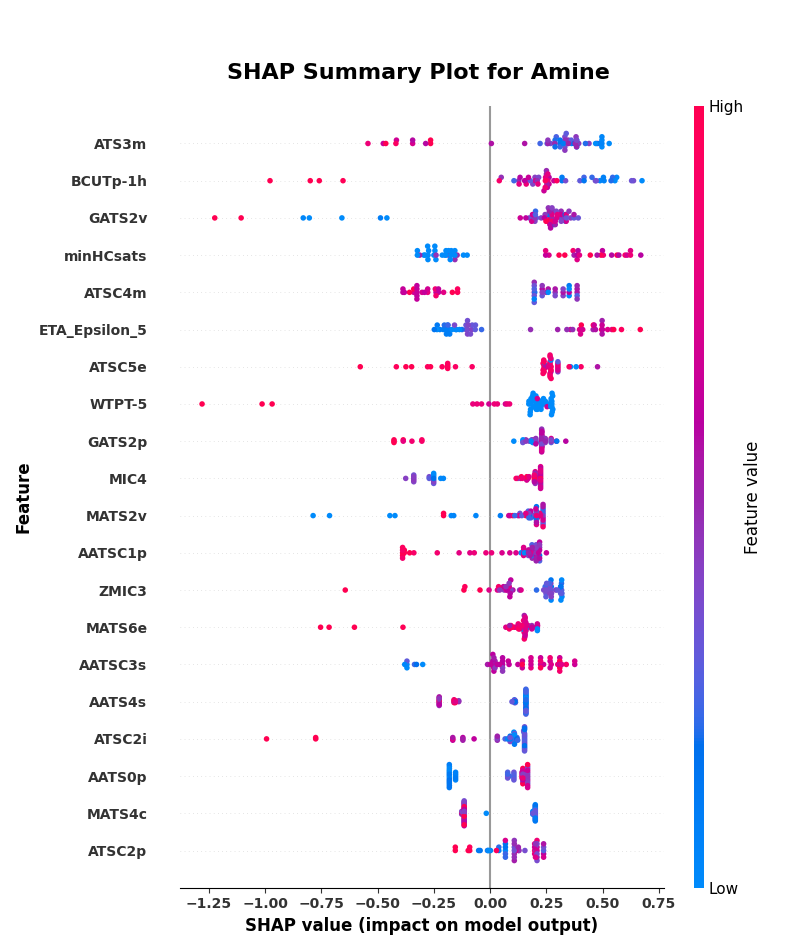 SHAP Summary Plot for Amine
High
ATS3m
BCUTp-1h
GATS2v
minHCsats
ATSC4m
ETA_Epsilon_5
ATSC5e
WTPT-5
GATS2p
MIC4
MATS2v
AATSC1p
ZMIC3
MATS6e
AATSC3s
AATS4s
ATSC2i
AATS0p
MATS4c
ATSC2p
Feature
Feature value
Low
−1.25 −1.00 −0.75 −0.50 −0.25 0.00 0.25 0.50 0.75
SHAP value (impact on model output)